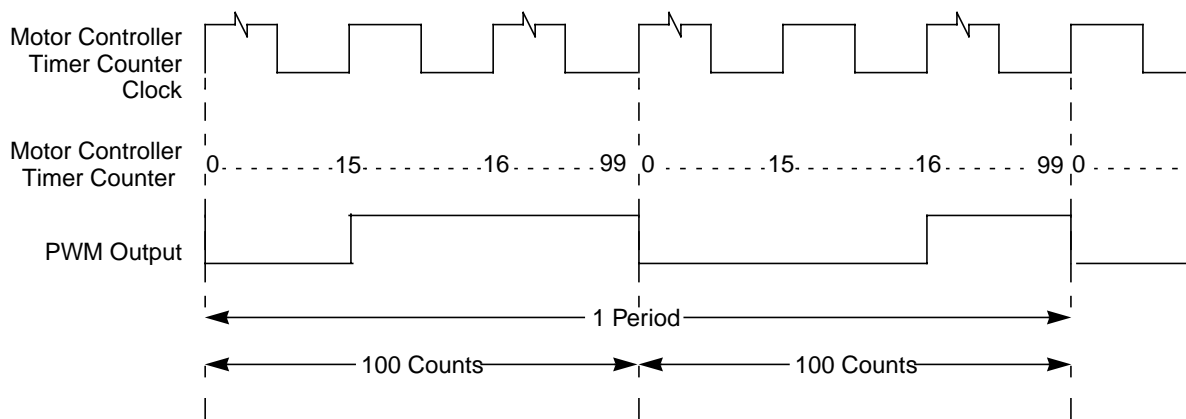 Motor Controller
Timer Counter
Clock
Motor Controller
Timer Counter
0 15 16 99 0 15 16 99 0
PWM Output
1 Period
100 Counts 100 Counts